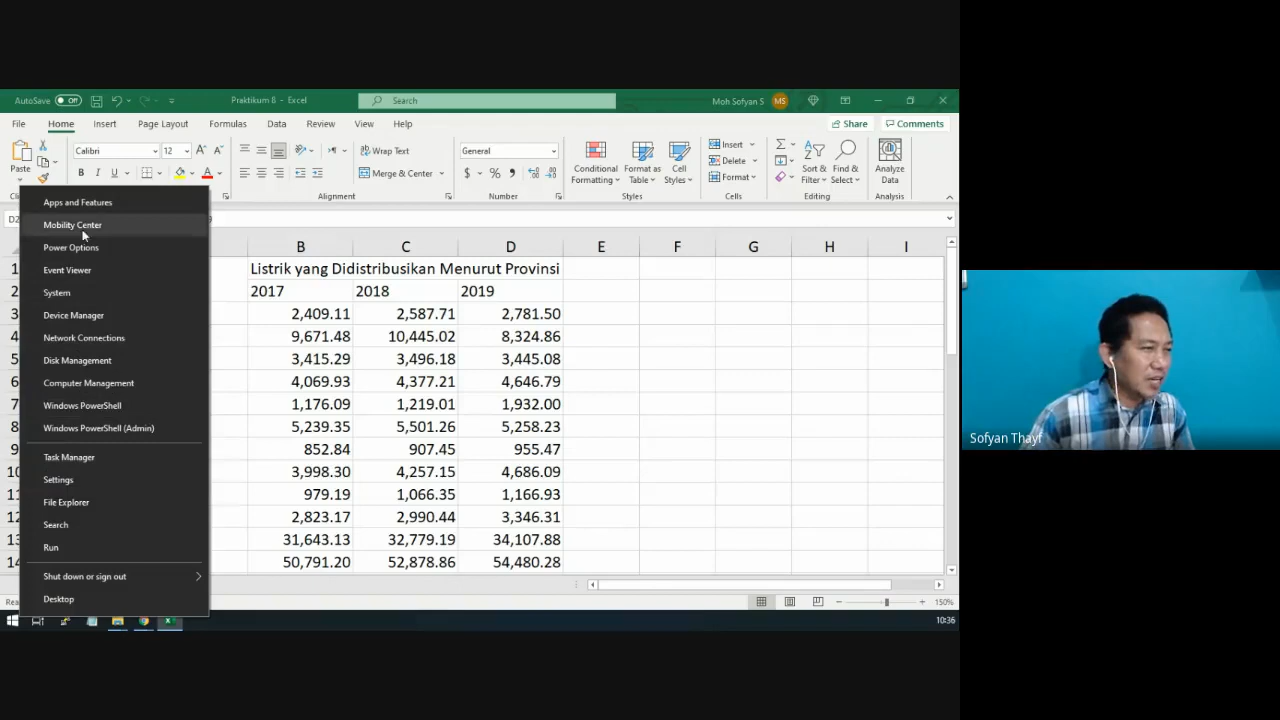 AutoSave Off
Praktikum 8 – Excel
Search
Moh Sofyan S
MS
File Home Insert Page Layout Formulas Data Review View Help
Share Comments
Paste
Calibri 12
B I U
Wrap Text
Merge & Center
General
$ % 9
Conditional Formatting
Format as Table
Cell Styles
Insert
Delete
Format
Sort & Filter
Find & Select
Analyze Data
Alignment Number Styles Cells Editing Analysis
B C D E F G H I
1 Listrik yang Didistribusikan Menurut Provinsi
2 2017 2018 2019
2,409.11 2,587.71 2,781.50
9,671.48 10,445.02 8,324.86
3,415.29 3,496.18 3,445.08
4,069.93 4,377.21 4,646.79
1,176.09 1,219.01 1,932.00
5,239.35 5,501.26 5,258.23
852.84 907.45 955.47
3,998.30 4,257.15 4,686.09
979.19 1,066.35 1,166.93
2,823.17 2,990.44 3,346.31
31,643.13 32,779.19 34,107.88
50,791.20 52,878.86 54,480.28
Apps and Features
Mobility Center
Power Options
Event Viewer
System
Device Manager
Network Connections
Disk Management
Computer Management
Windows PowerShell
Windows PowerShell (Admin)
Task Manager
Settings
File Explorer
Search
Run
Shut down or sign out
Desktop
150%
10:36
Sofyan Thayf